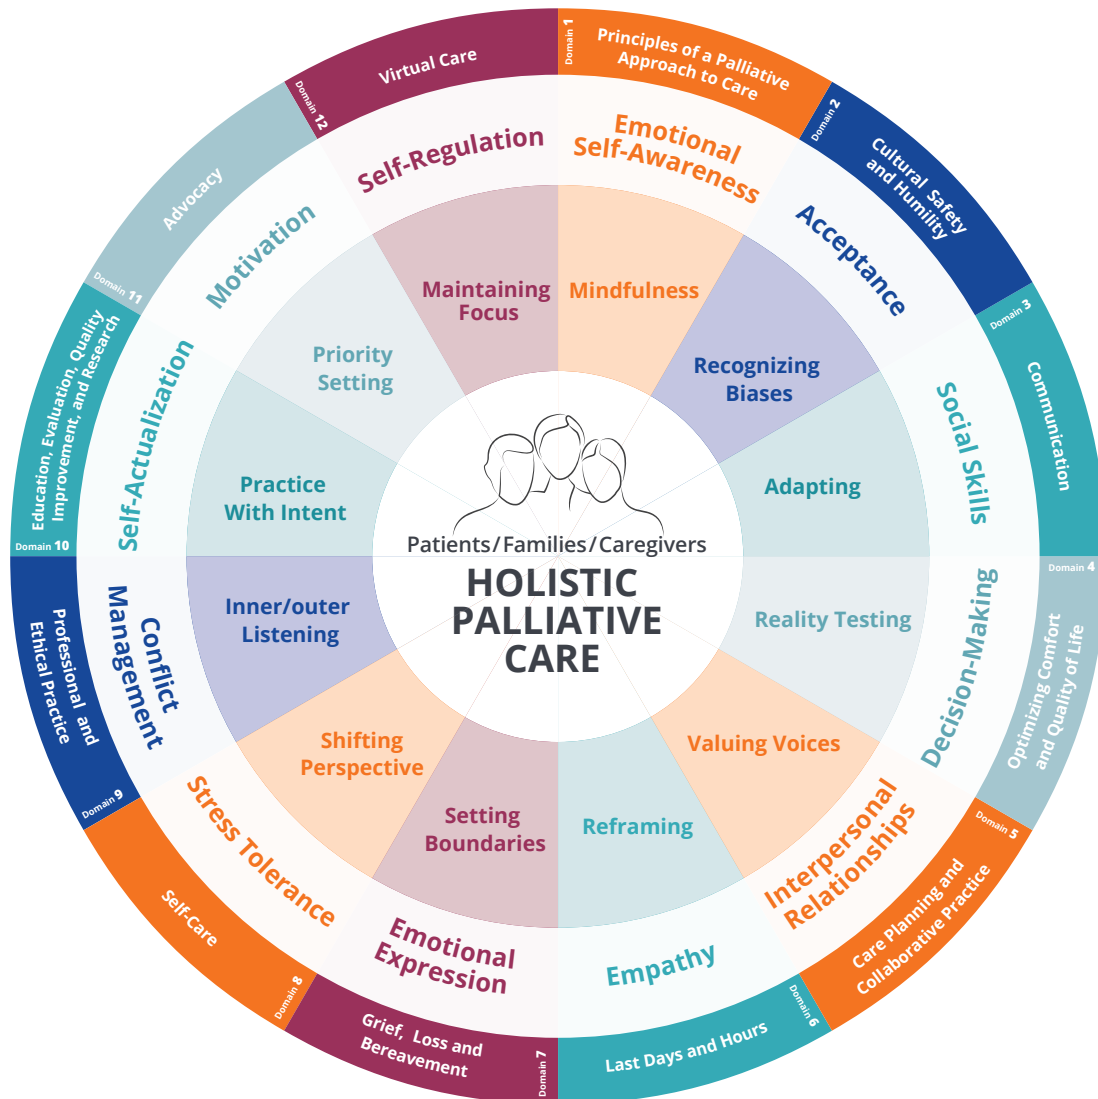 Domain 1
Principles of a Palliative
Approach to Care
Emotional
Self-Awareness
Mindfulness
Domain 2
Cultural Safety
and Humility
Acceptance
Recognizing
Biases
Domain 3
Communication
Social Skills
Adapting
Domain 4
Optimizing Comfort
and Quality of Life
Decision-Making
Reality Testing
Domain 5
Care Planning and
Collaborative Practice
Interpersonal
Relationships
Valuing Voices
Domain 6
Last Days and Hours
Empathy
Reframing
Domain 7
Grief, Loss and
Bereavement
Emotional
Expression
Setting
Boundaries
Domain 8
Self-Care
Stress Tolerance
Shifting
Perspective
Domain 9
Professional and
Ethical Practice
Conflict
Management
Inner/outer
Listening
Domain 10
Education, Evaluation, Quality
Improvement, and Research
Self-Actualization
Practice
With Intent
Domain 11
Advocacy
Motivation
Priority
Setting
Domain 12
Virtual Care
Self-Regulation
Maintaining
Focus
Patients/Families/Caregivers
HOLISTIC
PALLIATIVE
CARE